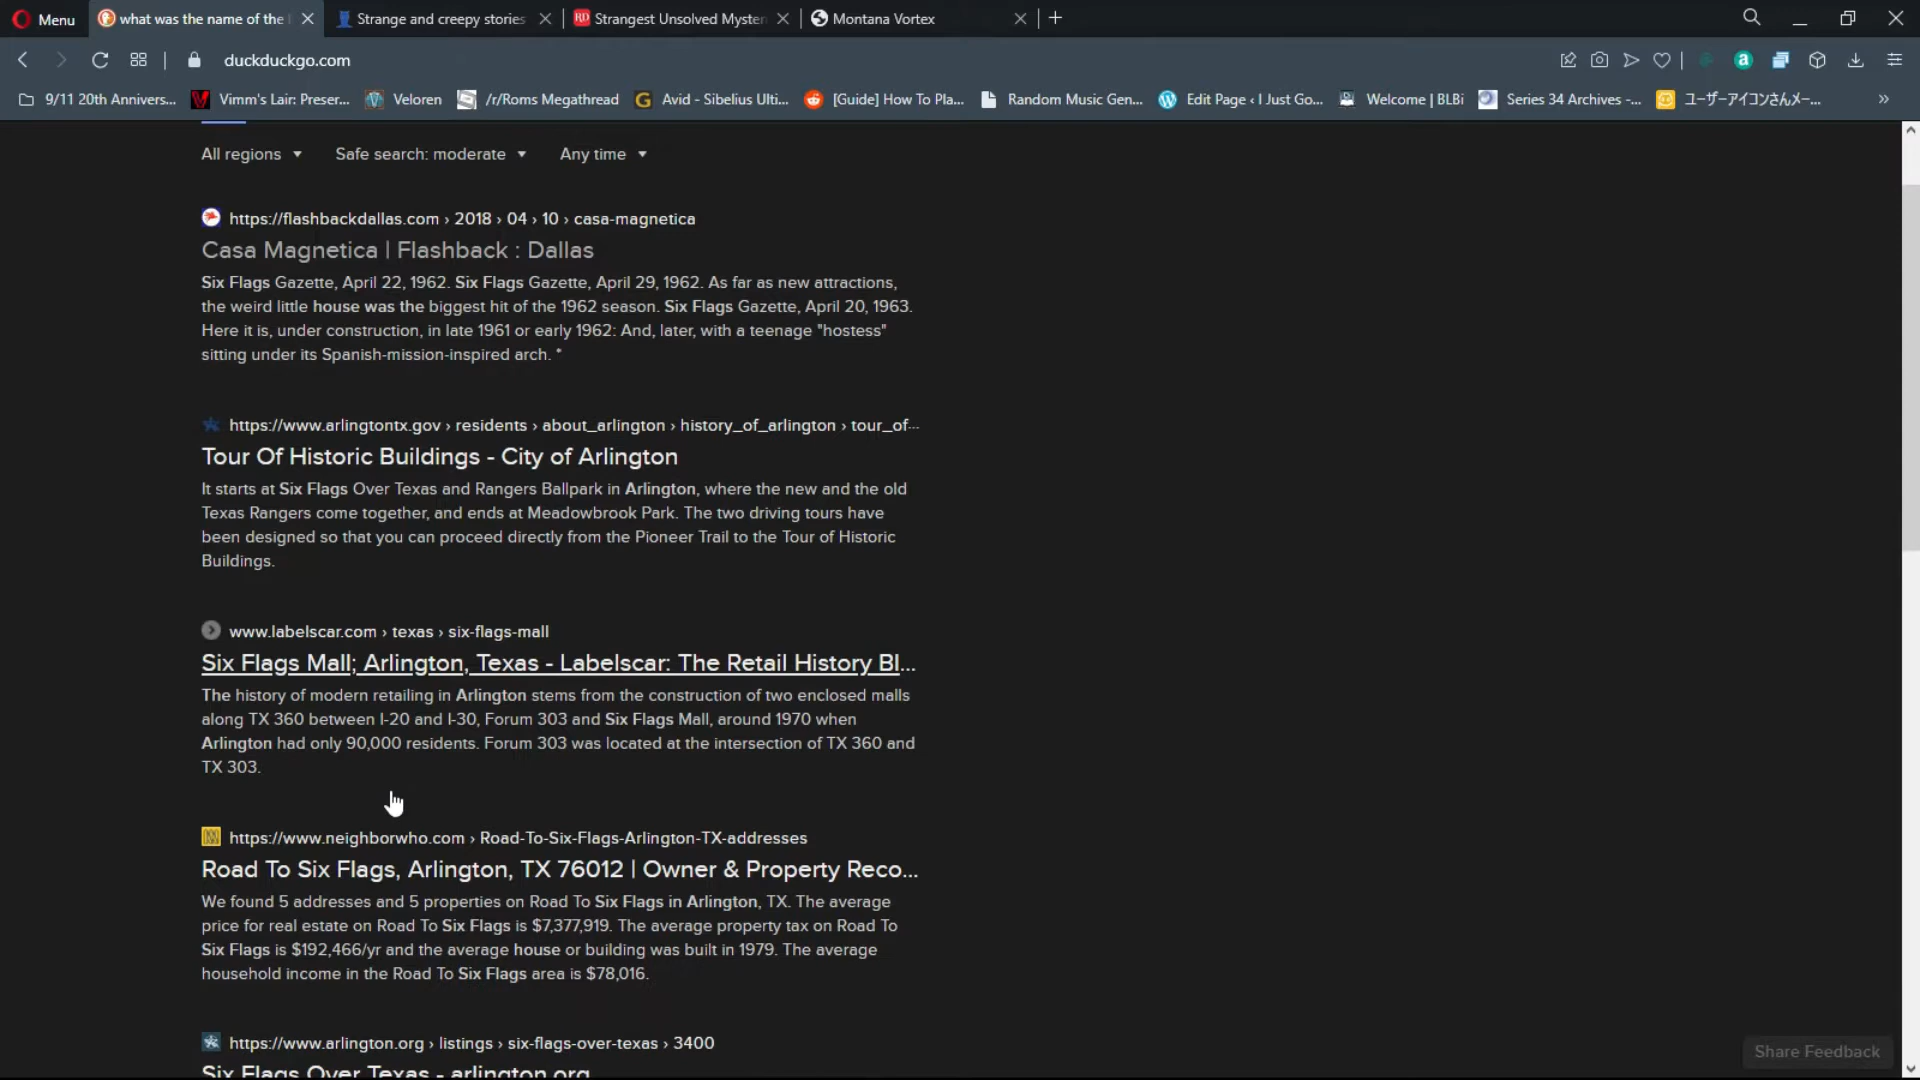 Menu
what was the name of the
Strange and creepy stories
Strangest Unsolved Myster
Montana Vortex
duckduckgo.com
9/11 20th Annivers...
Vimm's Lair: Preser...
Veloren
/r/Roms Megathread
Avid - Sibelius Ulti...
[Guide] How To Pla...
Random Music Gen...
Edit Page ‹ I Just Go...
Welcome | BLBi
Series 34 Archives -...
ユーザーアイコンさんメー...
All regions
Safe search: moderate
Any time
https://flashbackdallas.com › 2018 › 04 › 10 › casa-magnetica
Casa Magnetica | Flashback : Dallas
Six Flags Gazette, April 22, 1962. Six Flags Gazette, April 29, 1962. As far as new attractions,
the weird little house was the biggest hit of the 1962 season. Six Flags Gazette, April 20, 1963.
Here it is, under construction, in late 1961 or early 1962: And, later, with a teenage "hostess"
sitting under its Spanish-mission-inspired arch. *
https://www.arlingtontx.gov › residents › about_arlington › history_of_arlington › tour_of...
Tour Of Historic Buildings - City of Arlington
It starts at Six Flags Over Texas and Rangers Ballpark in Arlington, where the new and the old
Texas Rangers come together, and ends at Meadowbrook Park. The two driving tours have
been designed so that you can proceed directly from the Pioneer Trail to the Tour of Historic
Buildings.
www.labelscar.com › texas › six-flags-mall
Six Flags Mall; Arlington, Texas - Labelscar: The Retail History Bl...
The history of modern retailing in Arlington stems from the construction of two enclosed malls
along TX 360 between I-20 and I-30, Forum 303 and Six Flags Mall, around 1970 when
Arlington had only 90,000 residents. Forum 303 was located at the intersection of TX 360 and
TX 303.
https://www.neighborwho.com › Road-To-Six-Flags-Arlington-TX-addresses
Road To Six Flags, Arlington, TX 76012 | Owner & Property Reco...
We found 5 addresses and 5 properties on Road To Six Flags in Arlington, TX. The average
price for real estate on Road To Six Flags is $7,377,919. The average property tax on Road To
Six Flags is $192,466/yr and the average house or building was built in 1979. The average
household income in the Road To Six Flags area is $78,016.
https://www.arlington.org › listings › six-flags-over-texas › 3400
Six Flags Over Texas - arlington.org
Share Feedback